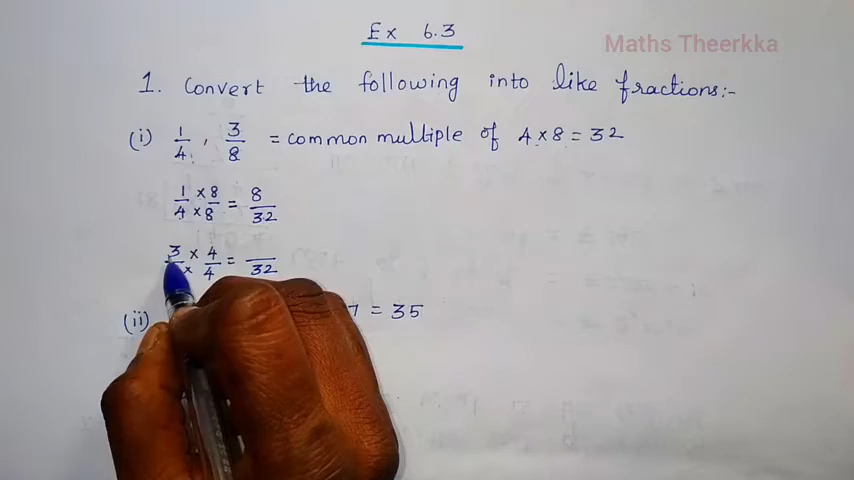 Ex 6.3
Maths Theerkka
1. Convert the following into like fractions:-
(i) 1/4 , 3/8 = common multiple of 4 × 8 = 32
1/4 × 8/8 = 8/32
3/ × 4/4 = /32
(ii) 7 = 35